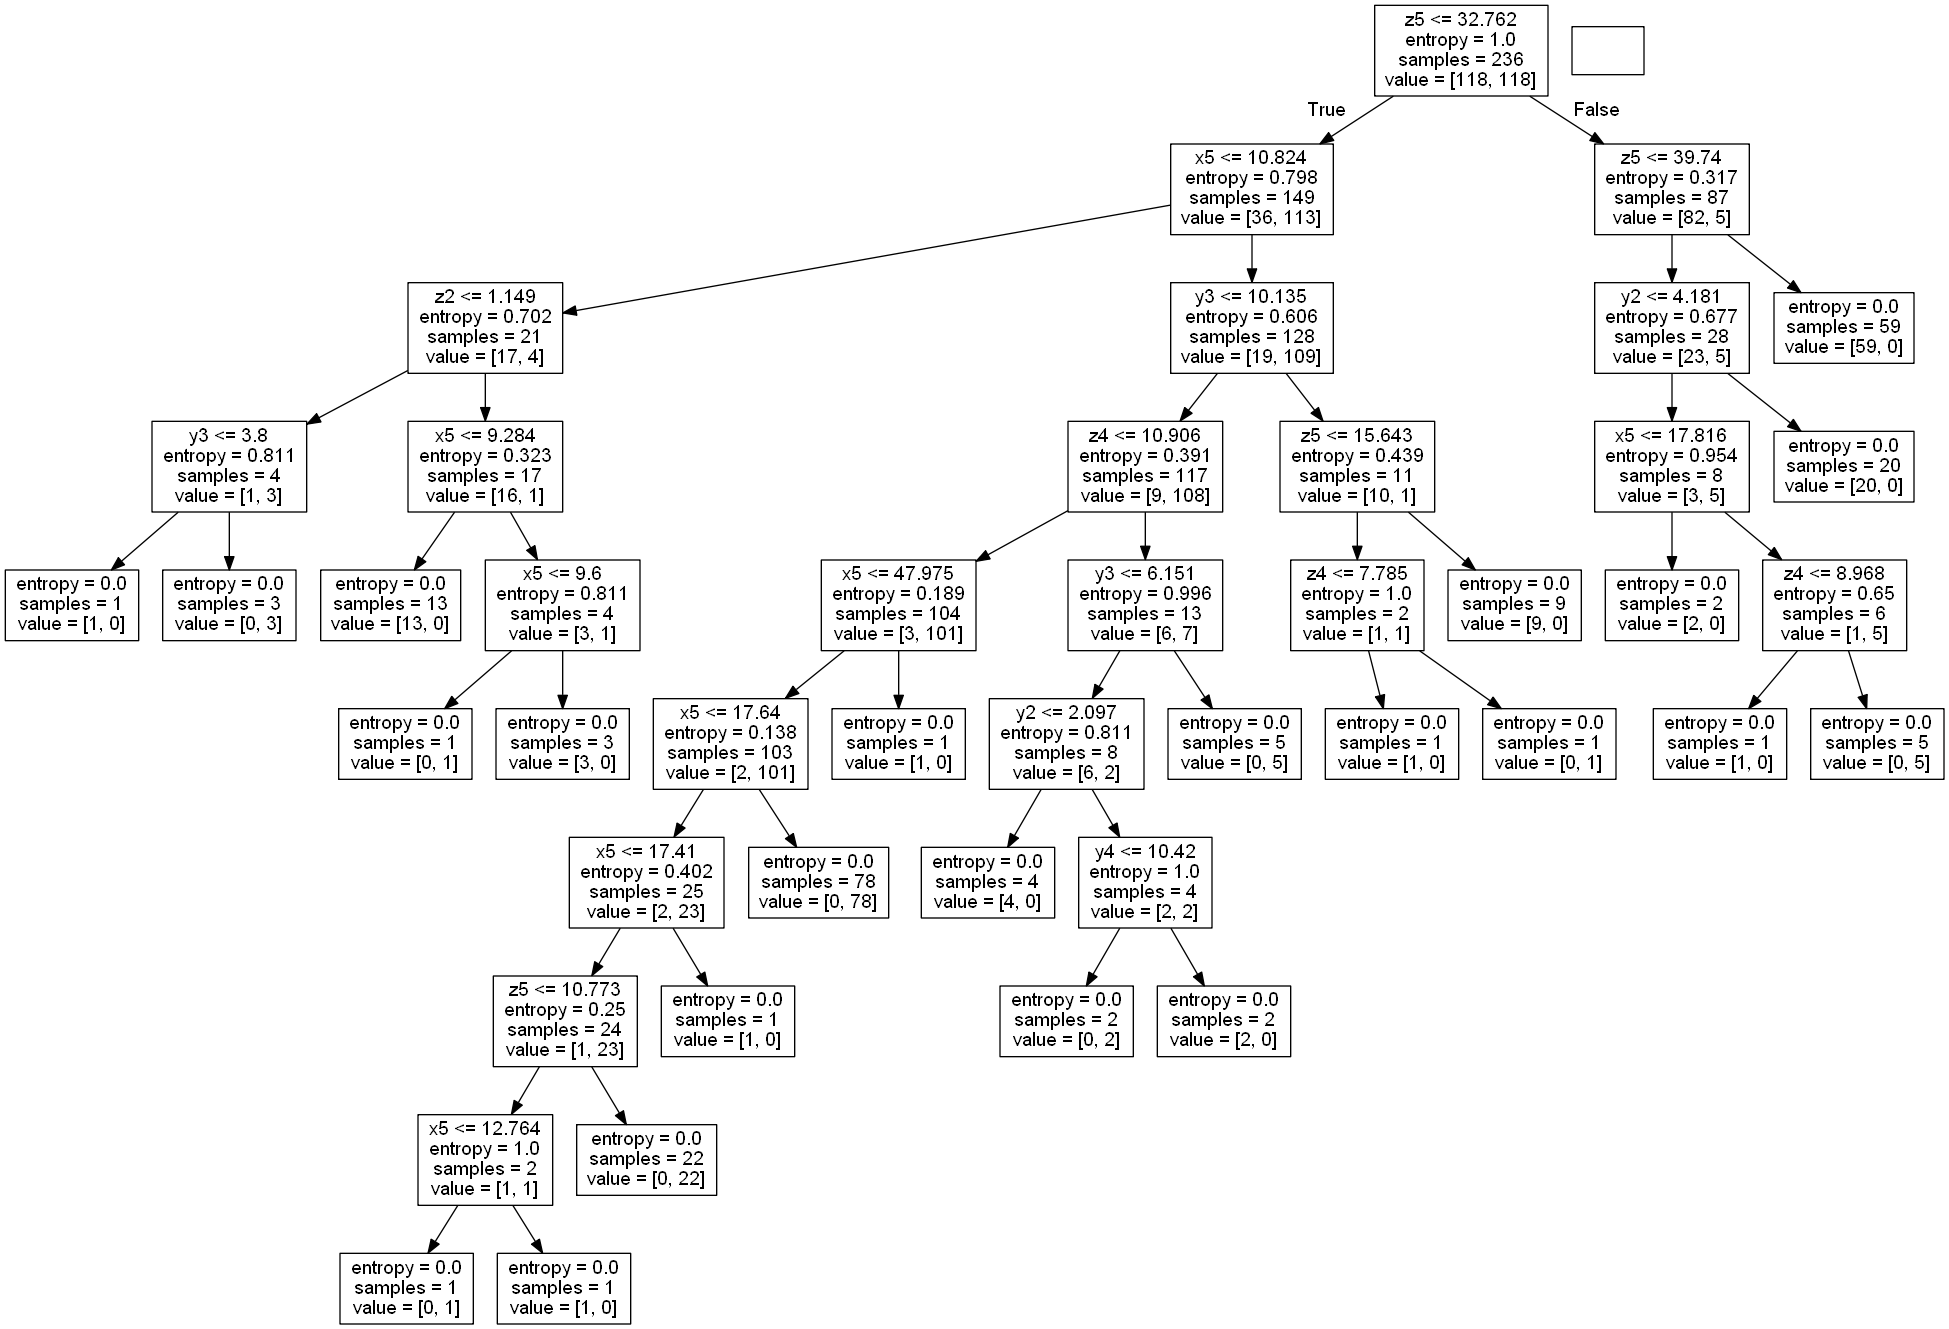 z5 <= 32.762
entropy = 1.0
samples = 236
value = [118, 118]
True
False
x5 <= 10.824
entropy = 0.798
samples = 149
value = [36, 113]
z5 <= 39.74
entropy = 0.317
samples = 87
value = [82, 5]
z2 <= 1.149
entropy = 0.702
samples = 21
value = [17, 4]
y3 <= 10.135
entropy = 0.606
samples = 128
value = [19, 109]
y2 <= 4.181
entropy = 0.677
samples = 28
value = [23, 5]
entropy = 0.0
samples = 59
value = [59, 0]
y3 <= 3.8
entropy = 0.811
samples = 4
value = [1, 3]
x5 <= 9.284
entropy = 0.323
samples = 17
value = [16, 1]
z4 <= 10.906
entropy = 0.391
samples = 117
value = [9, 108]
z5 <= 15.643
entropy = 0.439
samples = 11
value = [10, 1]
x5 <= 17.816
entropy = 0.954
samples = 8
value = [3, 5]
entropy = 0.0
samples = 20
value = [20, 0]
entropy = 0.0
samples = 1
value = [1, 0]
entropy = 0.0
samples = 3
value = [0, 3]
entropy = 0.0
samples = 13
value = [13, 0]
x5 <= 9.6
entropy = 0.811
samples = 4
value = [3, 1]
x5 <= 47.975
entropy = 0.189
samples = 104
value = [3, 101]
y3 <= 6.151
entropy = 0.996
samples = 13
value = [6, 7]
z4 <= 7.785
entropy = 1.0
samples = 2
value = [1, 1]
entropy = 0.0
samples = 9
value = [9, 0]
entropy = 0.0
samples = 2
value = [2, 0]
z4 <= 8.968
entropy = 0.65
samples = 6
value = [1, 5]
entropy = 0.0
samples = 1
value = [0, 1]
entropy = 0.0
samples = 3
value = [3, 0]
x5 <= 17.64
entropy = 0.138
samples = 103
value = [2, 101]
entropy = 0.0
samples = 1
value = [1, 0]
y2 <= 2.097
entropy = 0.811
samples = 8
value = [6, 2]
entropy = 0.0
samples = 5
value = [0, 5]
entropy = 0.0
samples = 1
value = [1, 0]
entropy = 0.0
samples = 1
value = [0, 1]
entropy = 0.0
samples = 1
value = [1, 0]
entropy = 0.0
samples = 5
value = [0, 5]
x5 <= 17.41
entropy = 0.402
samples = 25
value = [2, 23]
entropy = 0.0
samples = 78
value = [0, 78]
entropy = 0.0
samples = 4
value = [4, 0]
y4 <= 10.42
entropy = 1.0
samples = 4
value = [2, 2]
z5 <= 10.773
entropy = 0.25
samples = 24
value = [1, 23]
entropy = 0.0
samples = 1
value = [1, 0]
entropy = 0.0
samples = 2
value = [0, 2]
entropy = 0.0
samples = 2
value = [2, 0]
x5 <= 12.764
entropy = 1.0
samples = 2
value = [1, 1]
entropy = 0.0
samples = 22
value = [0, 22]
entropy = 0.0
samples = 1
value = [0, 1]
entropy = 0.0
samples = 1
value = [1, 0]